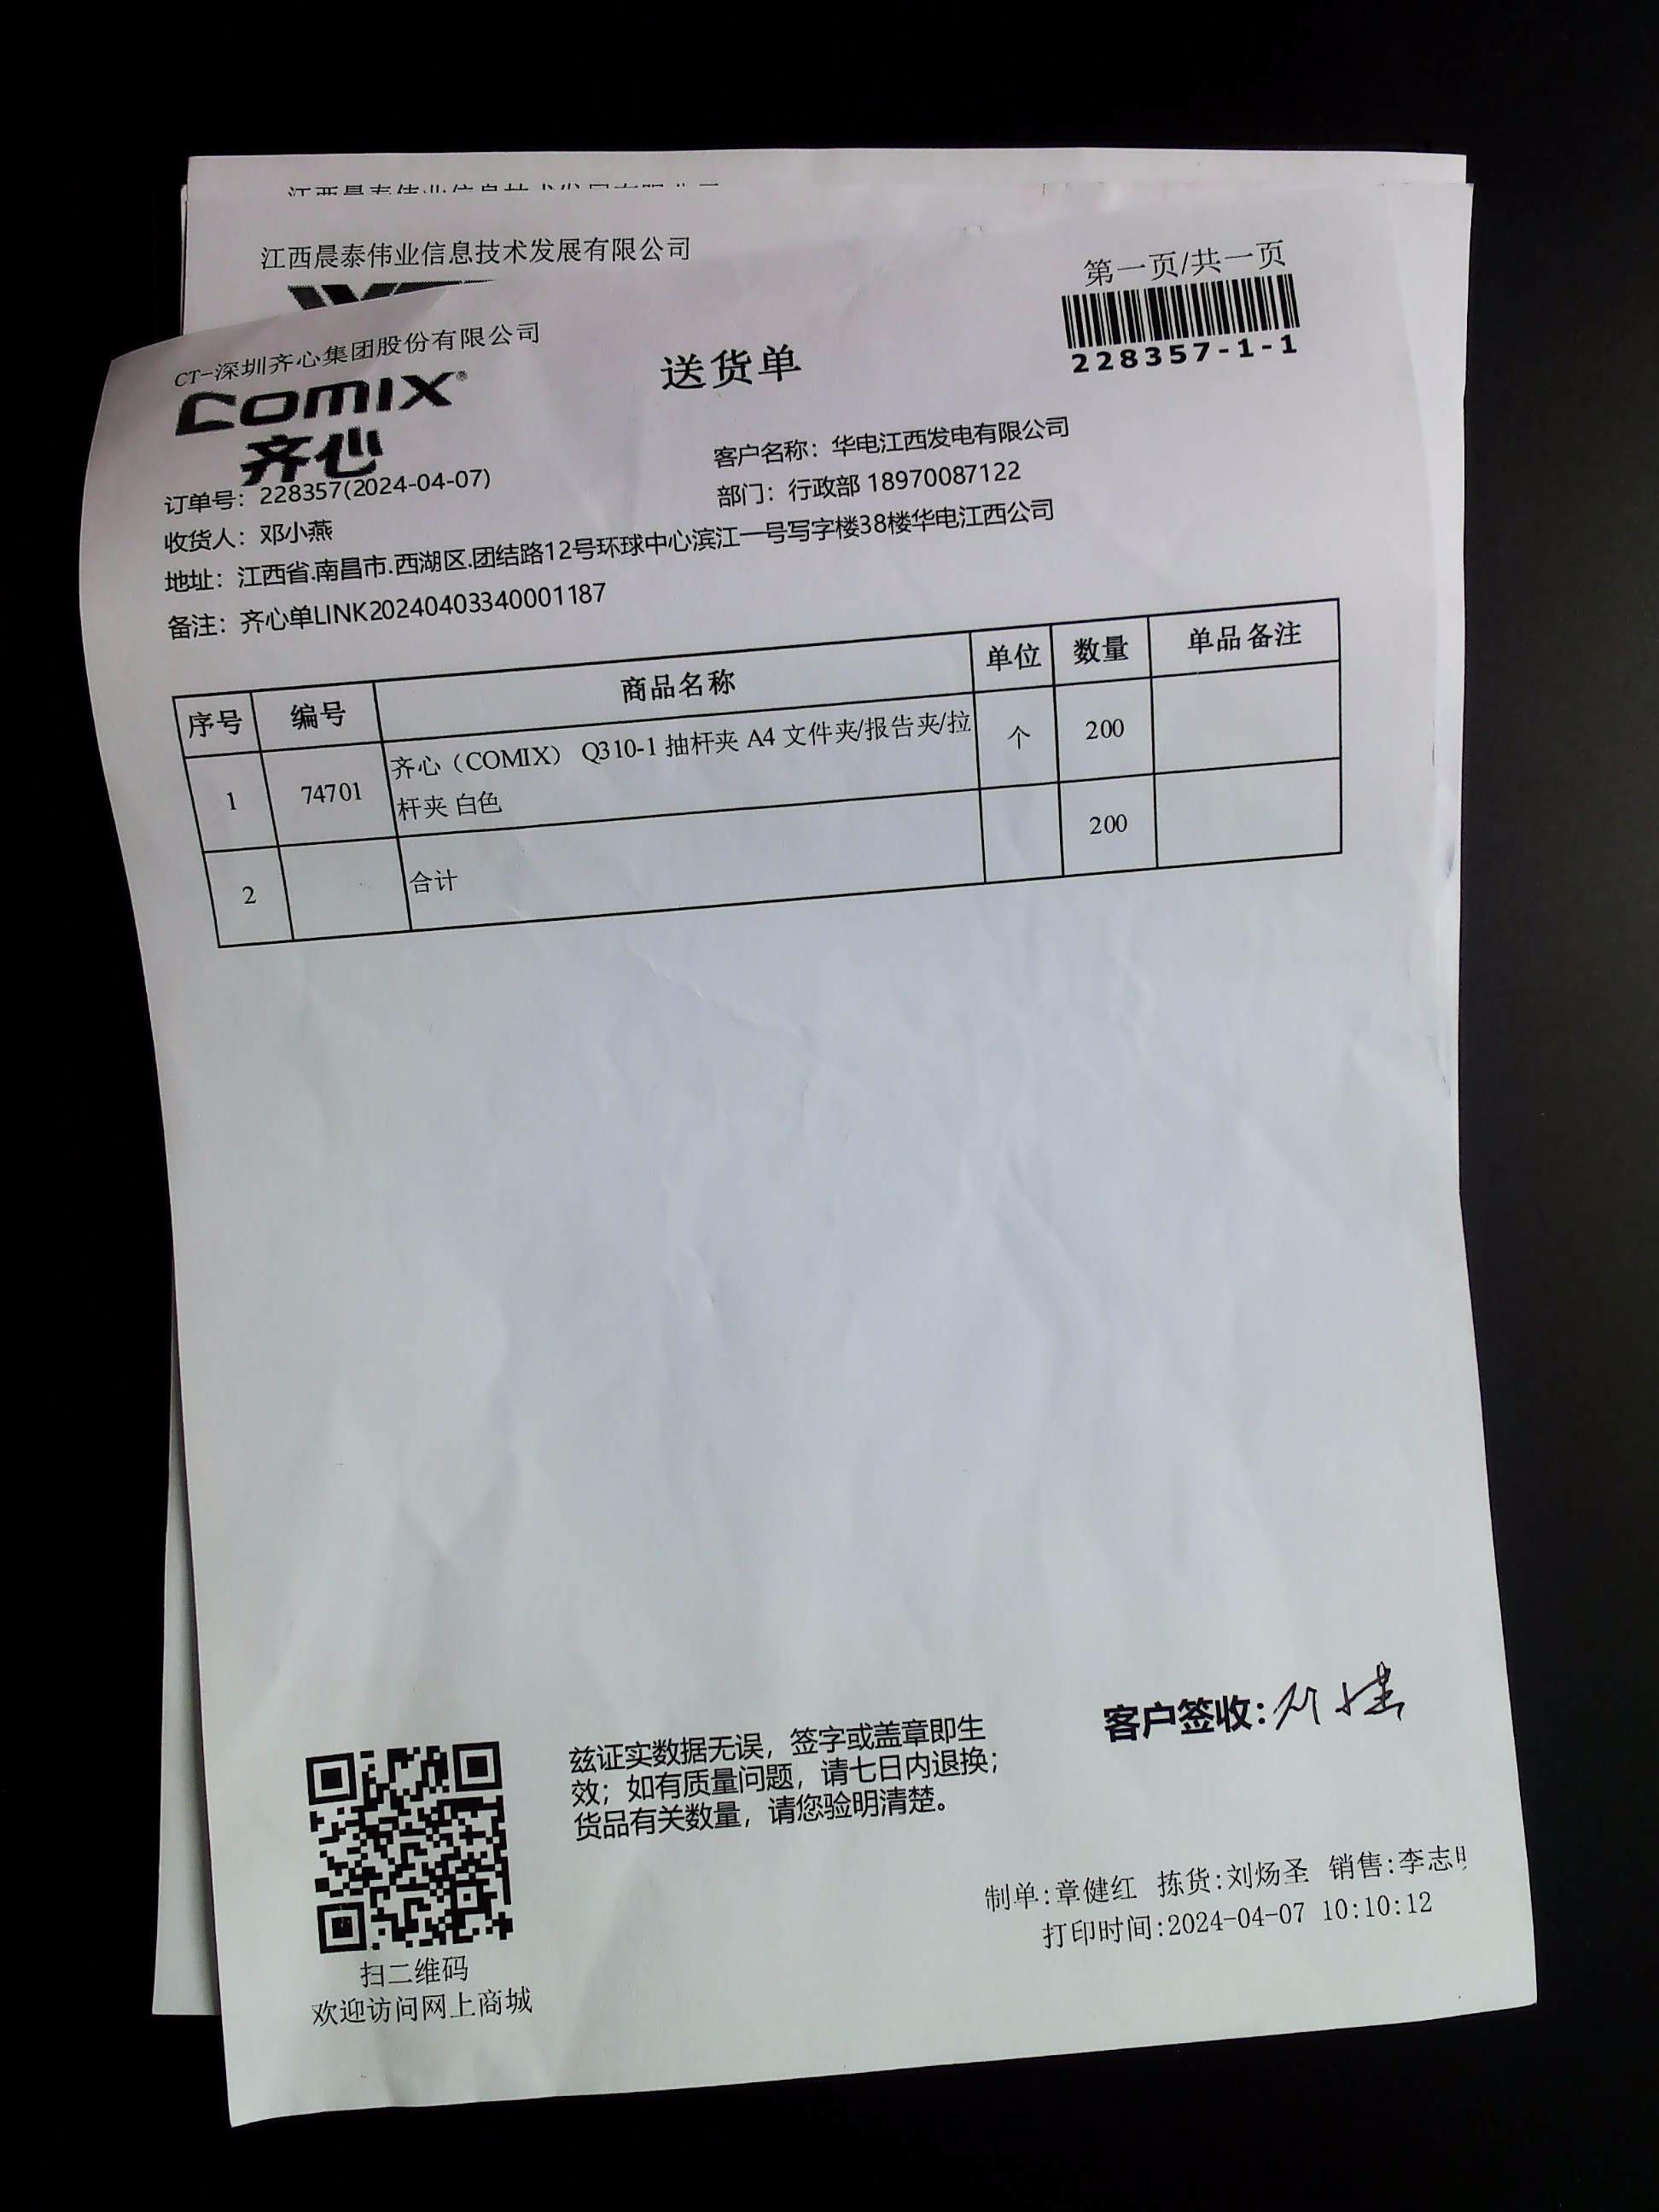 江西晨泰伟业信息技术发展有限公司
第一页/共一页
228357-1-1
CT-深圳齐心集团股份有限公司
COMIX®
齐心
送货单
订单号：228357(2024-04-07)
客户名称：华电江西发电有限公司
收货人：邓小燕
部门：行政部 18970087122
地址：江西省.南昌市.西湖区.团结路12号环球中心滨江一号写字楼38楼华电江西公司
备注：齐心单LINK20240403340001187
序号 编号 商品名称 单位 数量 单品备注
1 74701 齐心（COMIX） Q310-1 抽杆夹 A4 文件夹/报告夹/拉 个 200
杆夹 白色
2 合计 200
客户签收:
兹证实数据无误，签字或盖章即生
效；如有质量问题，请七日内退换；
货品有关数量，请您验明清楚。
扫二维码
欢迎访问网上商城
制单:章健红 拣货:刘炀圣 销售:李志
打印时间:2024-04-07 10:10:12